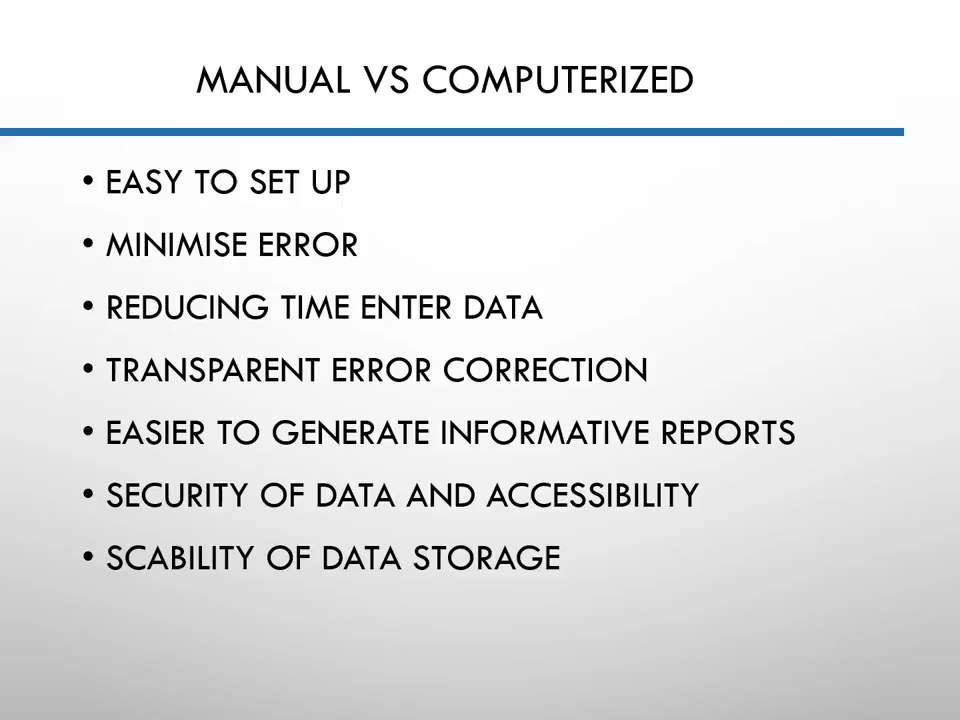 MANUAL VS COMPUTERIZED
• EASY TO SET UP
• MINIMISE ERROR
• REDUCING TIME ENTER DATA
• TRANSPARENT ERROR CORRECTION
• EASIER TO GENERATE INFORMATIVE REPORTS
• SECURITY OF DATA AND ACCESSIBILITY
• SCABILITY OF DATA STORAGE